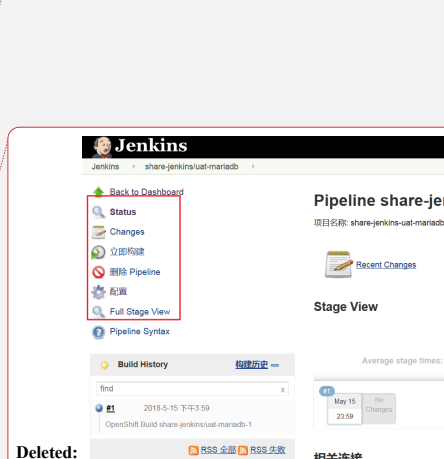 Jenkins
Jenkins share-jenkins/uat-mariadb
Back to Dashboard
Status
Changes
立即构建
删除 Pipeline
配置
Full Stage View
Pipeline Syntax
Build History 构建历史
find x
#1 2018-5-15 下午3:59
OpenShift Build share-jenkins/uat-mariadb-1
RSS 全部 RSS 失败
Pipeline share-je
项目名称: share-jenkins-uat-mariadb
Recent Changes
Stage View
Average stage times:
#1
May 15
23:59
No
Changes
相关连接
Deleted: